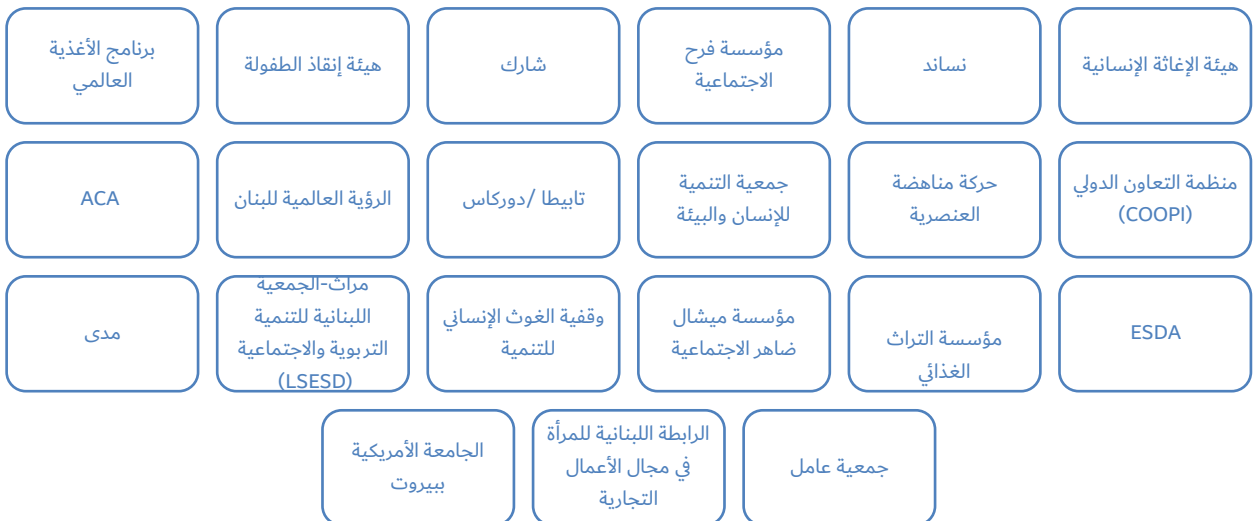 هيئة الإغاثة الإنسانية
نساند
مؤسسة فرح
الاجتماعية
شارك
هيئة إنقاذ الطفولة
برنامج الأغذية
العالمي
منظمة التعاون الدولي
(COOPI)
حركة مناهضة
العنصرية
جمعية التنمية
للإنسان والبيئة
تابيطا /دوركاس
الرؤية العالمية للبنان
ACA
ESDA
مؤسسة التراث
الغذائي
مؤسسة ميشال
ضاهر الاجتماعية
وقفية الغوث الإنساني
للتنمية
مراث-الجمعية
اللبنانية للتنمية
التربوية والاجتماعية
(LSESD)
مدى
جمعية عامل
الرابطة اللبنانية للمرأة
في مجال الأعمال
التجارية
الجامعة الأمريكية
ببيروت